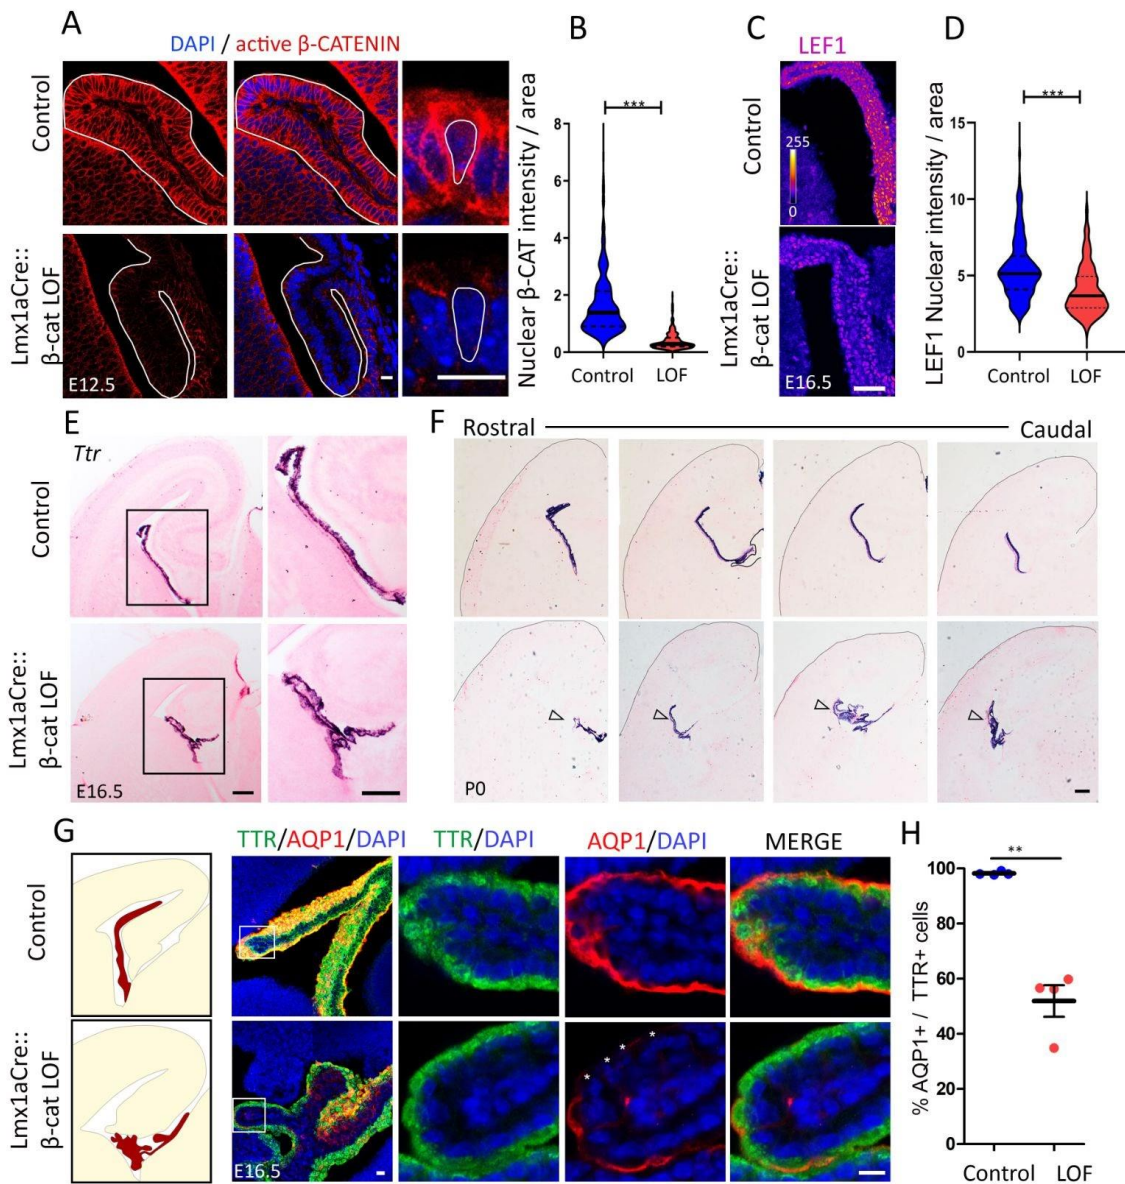 A
DAPI / active β-CATENIN
Control
Lmx1aCre::
β-cat LOF
E12.5
B
Nuclear β-CAT intensity / area
8
6
4
2
0
***
Control
LOF
C
LEF1
Control
255
0
Lmx1aCre::
β-cat LOF
E16.5
D
LEF1 Nuclear intensity / area
15
10
5
0
***
Control
LOF
E
Ttr
Control
Lmx1aCre::
β-cat LOF
E16.5
F
Rostral
Caudal
P0
G
TTR/AQP1/DAPI
TTR/DAPI
AQP1/DAPI
MERGE
Control
Lmx1aCre::
β-cat LOF
E16.5
* * * *
H
% AQP1+ / TTR+ cells
100
80
60
40
20
0
**
Control
LOF